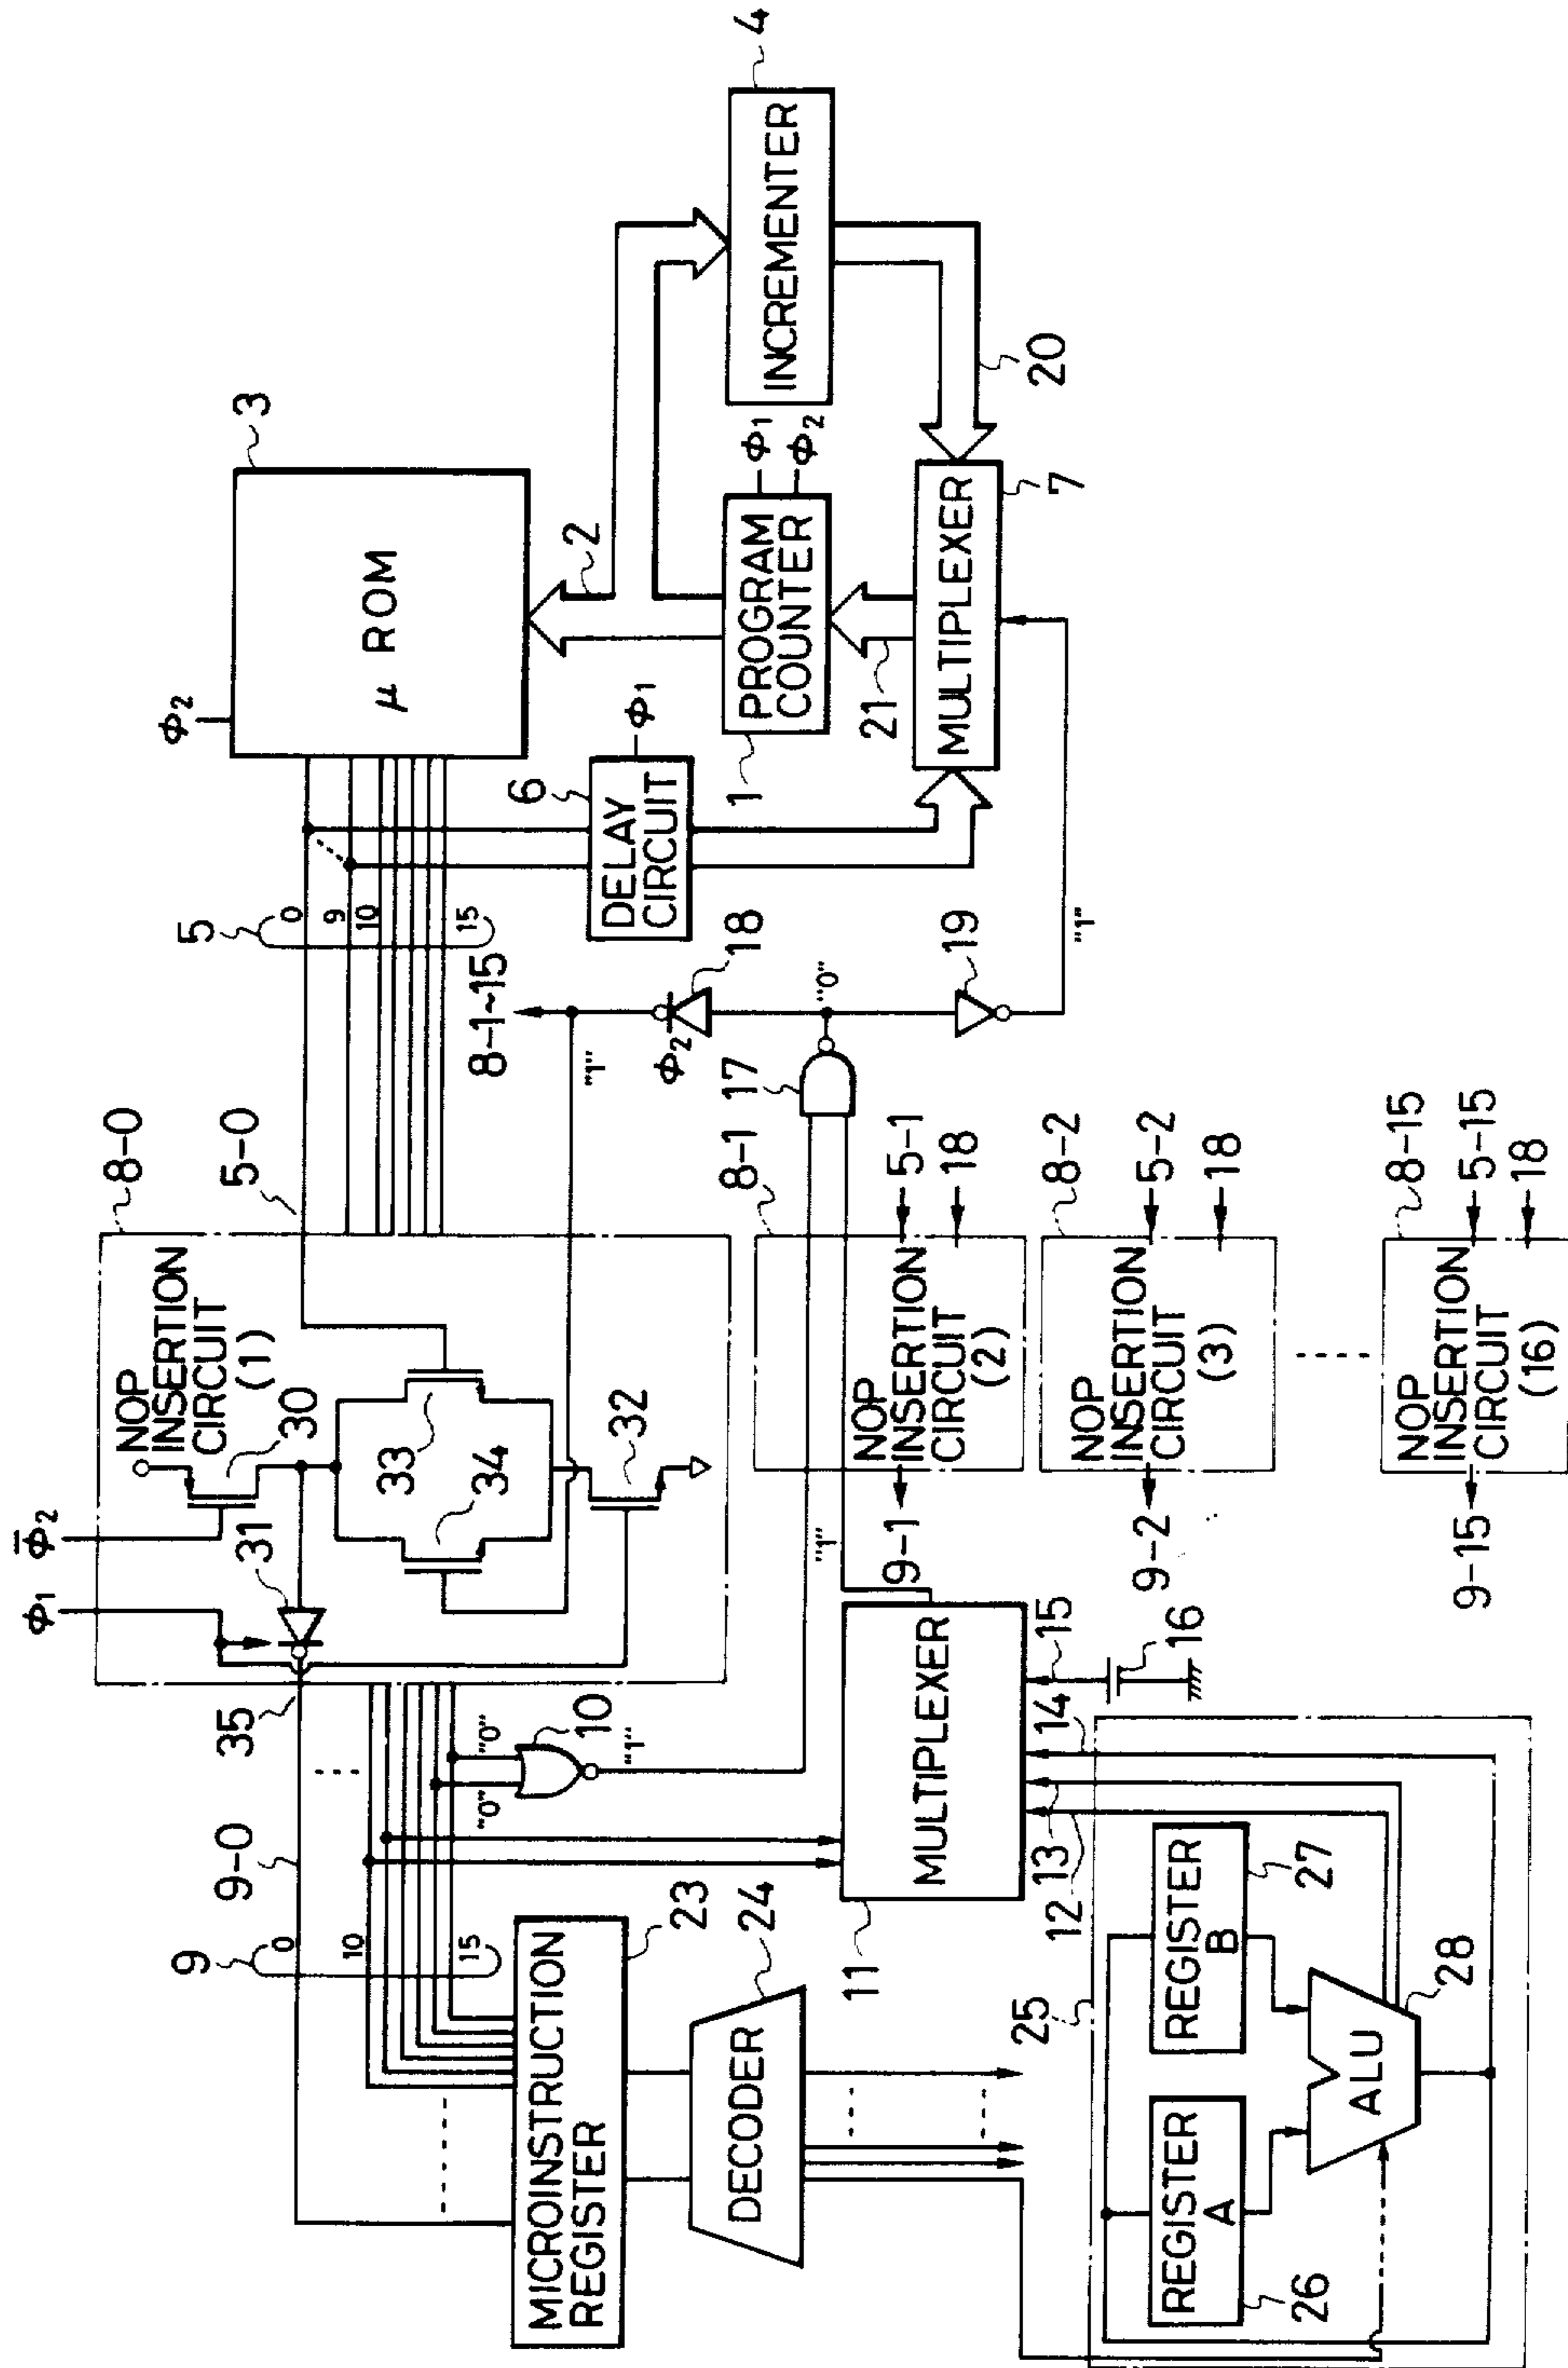 Φ1
Φ̅2
NOP
INSERTION
CIRCUIT
(1)
8-0
30
31
33
34
32
35
5-0
9-0
9
0
10
15
"0"
"0"
10
"1"
MICROINSTRUCTION
REGISTER
23
DECODER
24
5
0
9
10
15
Φ2
μ ROM
3
2
DELAY
CIRCUIT
6
Φ1
PROGRAM
COUNTER
1
Φ1
Φ2
INCREMENTER
4
20
21
MULTIPLEXER
7
8-1~15
"1"
Φ2
18
"0"
19
"1"
17
MULTIPLEXER
11
"1"
12
13
14
15
16
25
REGISTER
A
26
REGISTER
B
27
ALU
28
8-1
NOP
INSERTION
CIRCUIT
(2)
5-1
18
9-1
8-2
NOP
INSERTION
CIRCUIT
(3)
5-2
18
9-2
8-15
NOP
INSERTION
CIRCUIT
(16)
5-15
18
9-15